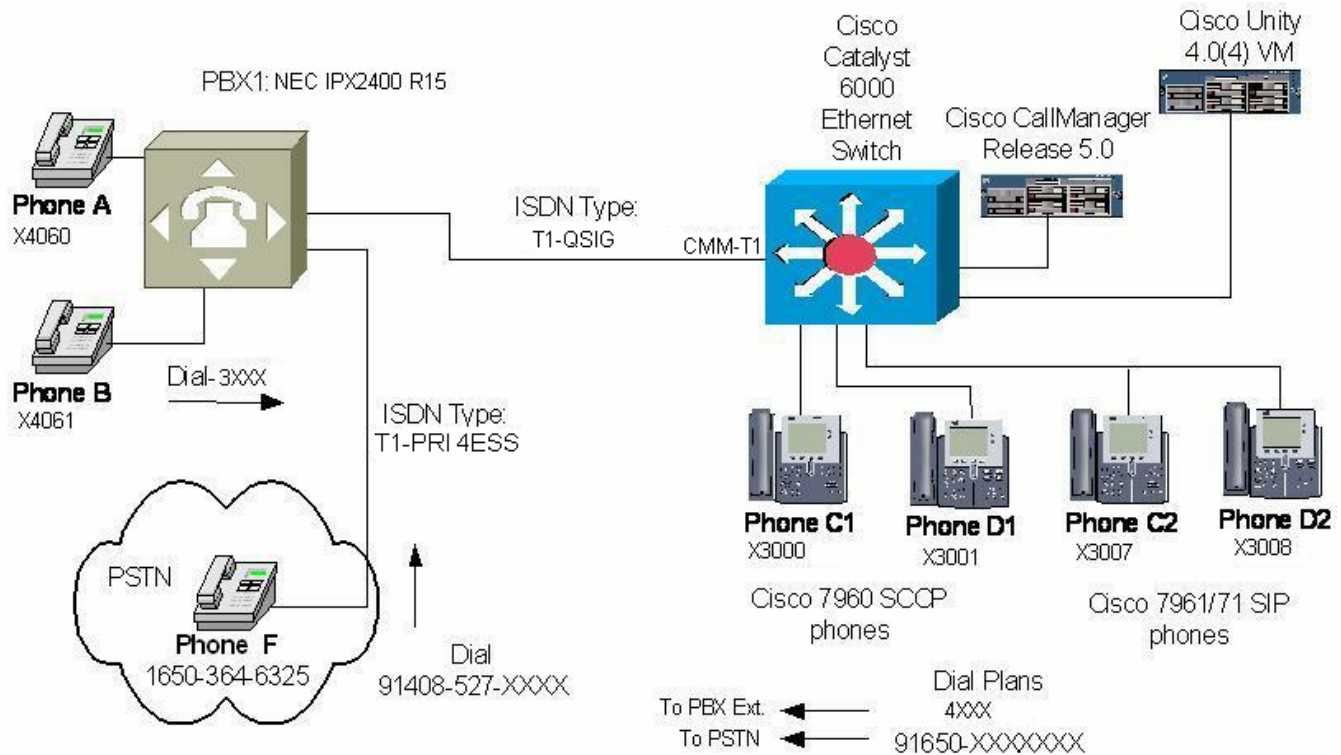 PBX1: NEC IPX2400 R15
Cisco
Catalyst
6000
Ethernet
Switch
Cisco Unity
4.0(4) VM
Cisco CallManager
Release 5.0
Phone A
X4060
ISDN Type:
T1-QSIG
CMM-T1
Phone B
X4061
Dial-3XXX
ISDN Type:
T1-PRI 4ESS
Phone C1
X3000
Phone D1
X3001
Phone C2
X3007
Phone D2
X3008
Cisco 7960 SCCP
phones
Cisco 7961/71 SIP
phones
PSTN
Phone F
1650-364-6325
Dial
91408-527-XXXX
Dial Plans
To PBX Ext.
4XXX
To PSTN
91650-XXXXXXX